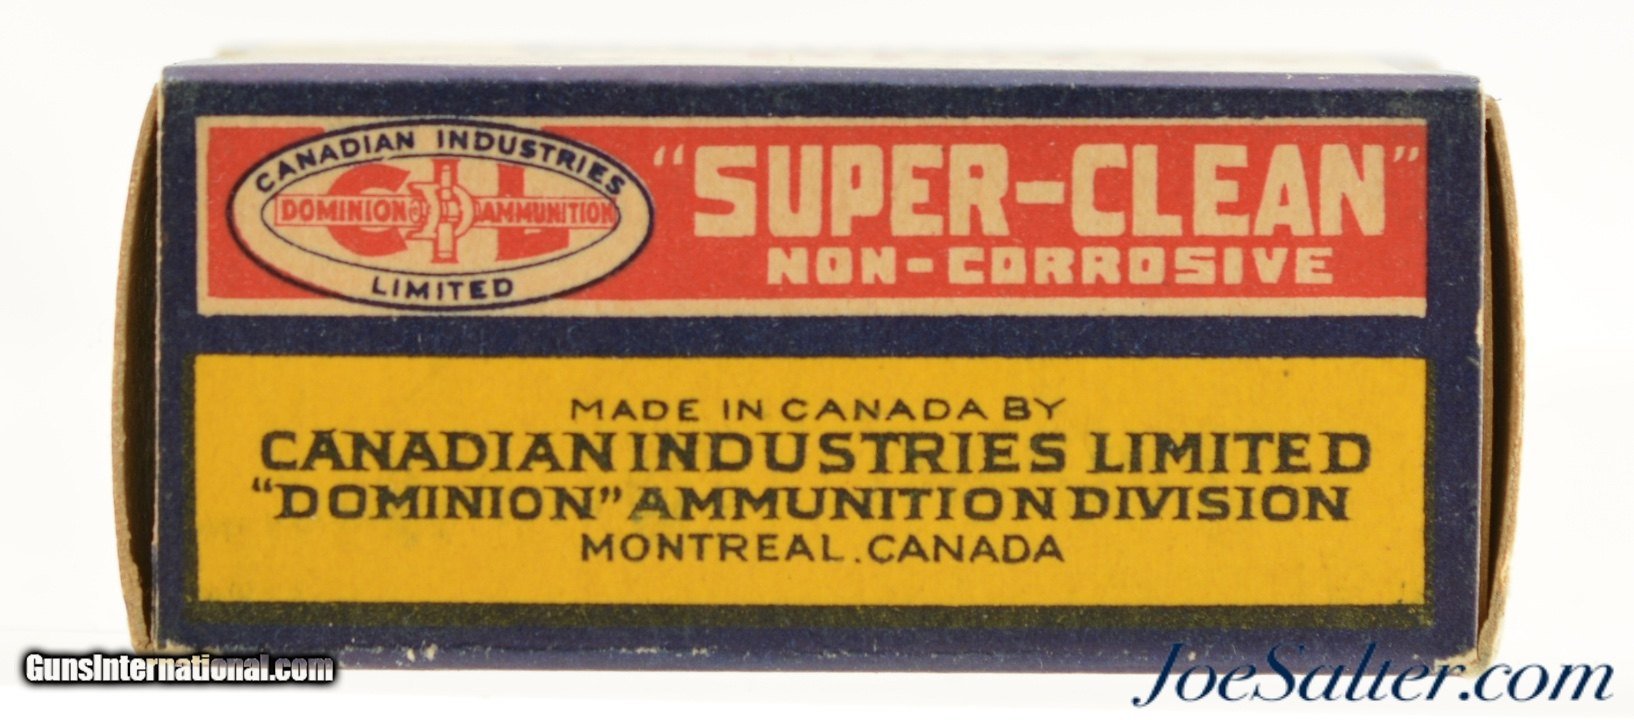 CANADIAN INDUSTRIES
CIL
DOMINION AMMUNITION
LIMITED
"SUPER-CLEAN"
NON-CORROSIVE
MADE IN CANADA BY
CANADIAN INDUSTRIES LIMITED
"DOMINION" AMMUNITION DIVISION
MONTREAL. CANADA
GunsInternational.com
JoeSalter.com